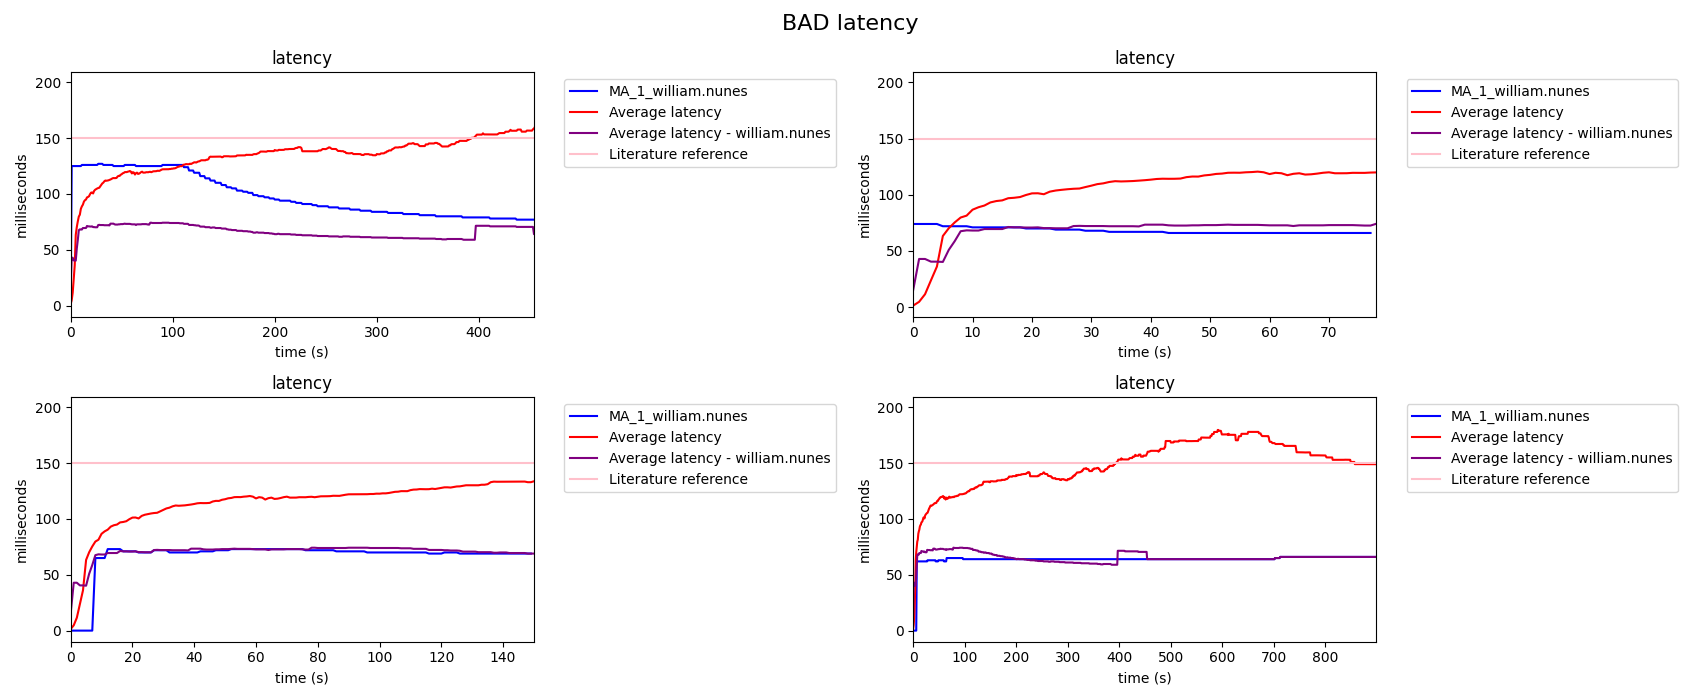 BAD latency
latency
200
150
100
50
0
milliseconds
0 100 200 300 400
time (s)
MA_1_william.nunes
Average latency
Average latency - william.nunes
Literature reference
latency
200
150
100
50
0
milliseconds
0 10 20 30 40 50 60 70
time (s)
MA_1_william.nunes
Average latency
Average latency - william.nunes
Literature reference
latency
200
150
100
50
0
milliseconds
0 20 40 60 80 100 120 140
time (s)
MA_1_william.nunes
Average latency
Average latency - william.nunes
Literature reference
latency
200
150
100
50
0
milliseconds
0 100 200 300 400 500 600 700 800
time (s)
MA_1_william.nunes
Average latency
Average latency - william.nunes
Literature reference